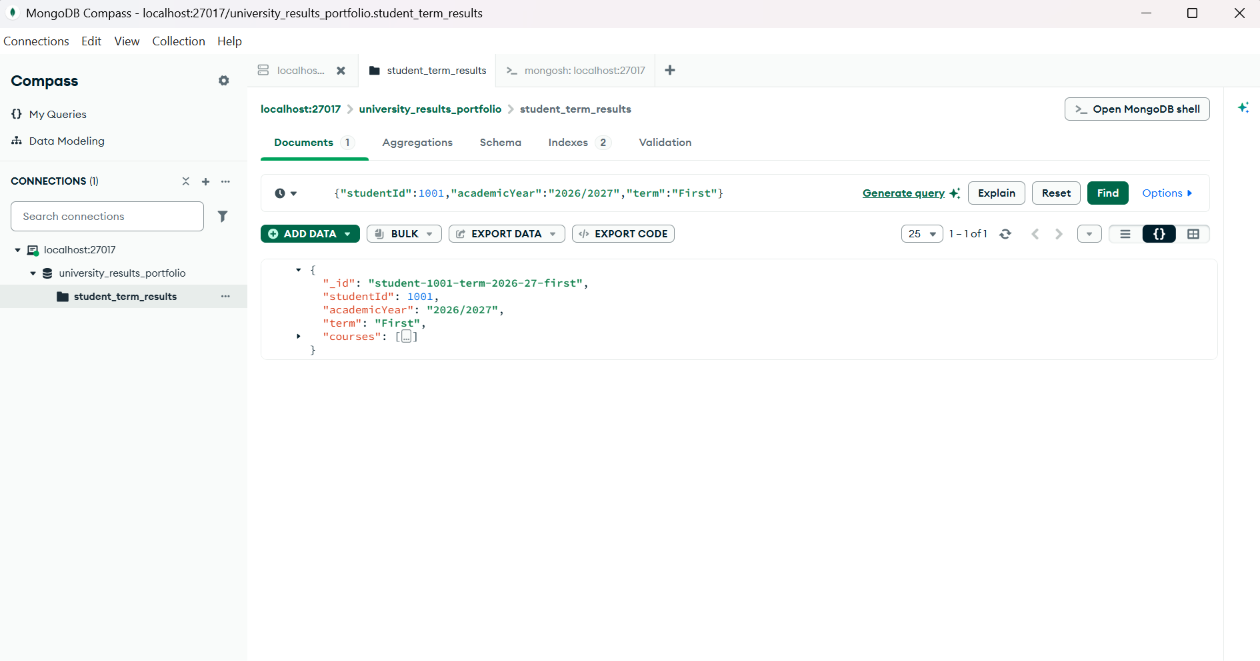 MongoDB Compass - localhost:27017/university_results_portfolio.student_term_results
Connections Edit View Collection Help
Compass
My Queries
Data Modeling
CONNECTIONS (1)
Search connections
localhost:27017
university_results_portfolio
student_term_results
localhos...
student_term_results
>_ mongosh: localhost:27017
localhost:27017 > university_results_portfolio > student_term_results
>_ Open MongoDB shell
Documents 1 Aggregations Schema Indexes 2 Validation
{"studentId":1001,"academicYear":"2026/2027","term":"First"}
Generate query Explain Reset Find Options
ADD DATA BULK EXPORT DATA </> EXPORT CODE
25 1 – 1 of 1
{
"_id": "student-1001-term-2026-27-first",
"studentId": 1001,
"academicYear": "2026/2027",
"term": "First",
"courses": […]
}